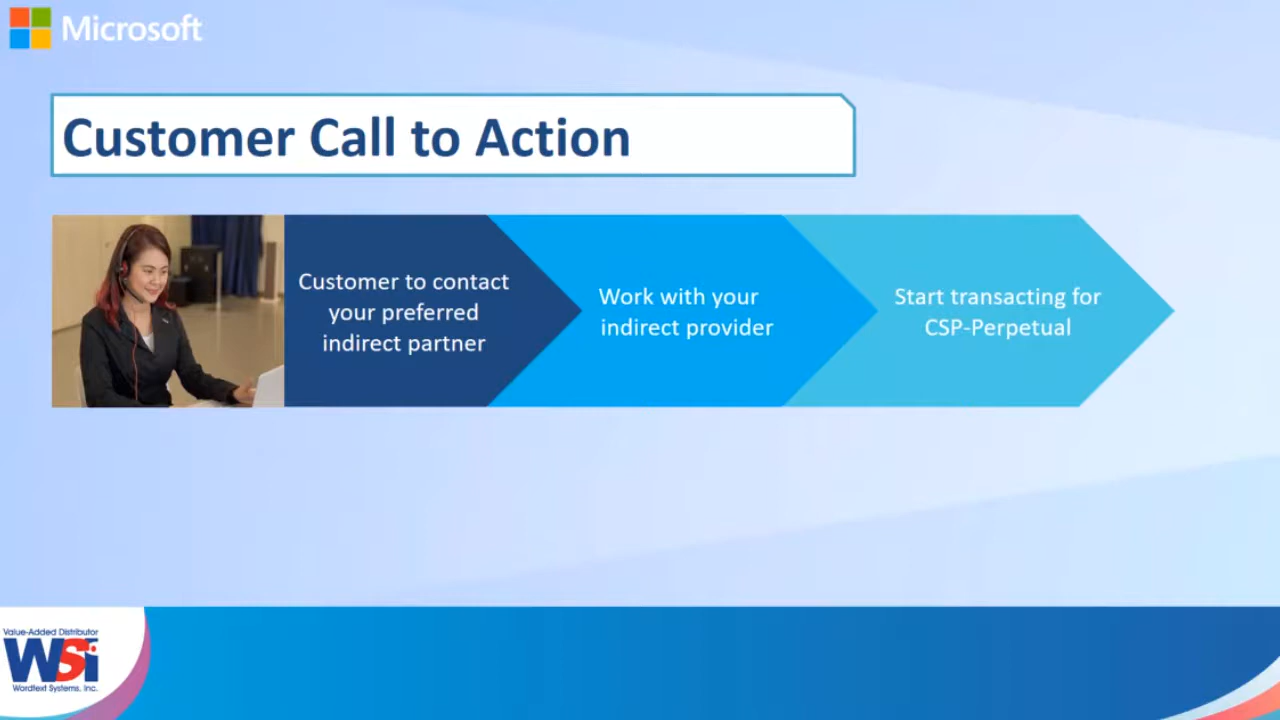 Microsoft
Customer Call to Action
Customer to contact
your preferred
indirect partner
Work with your
indirect provider
Start transacting for
CSP-Perpetual
Value-Added Distributor
WSi
Wordtext Systems, Inc.